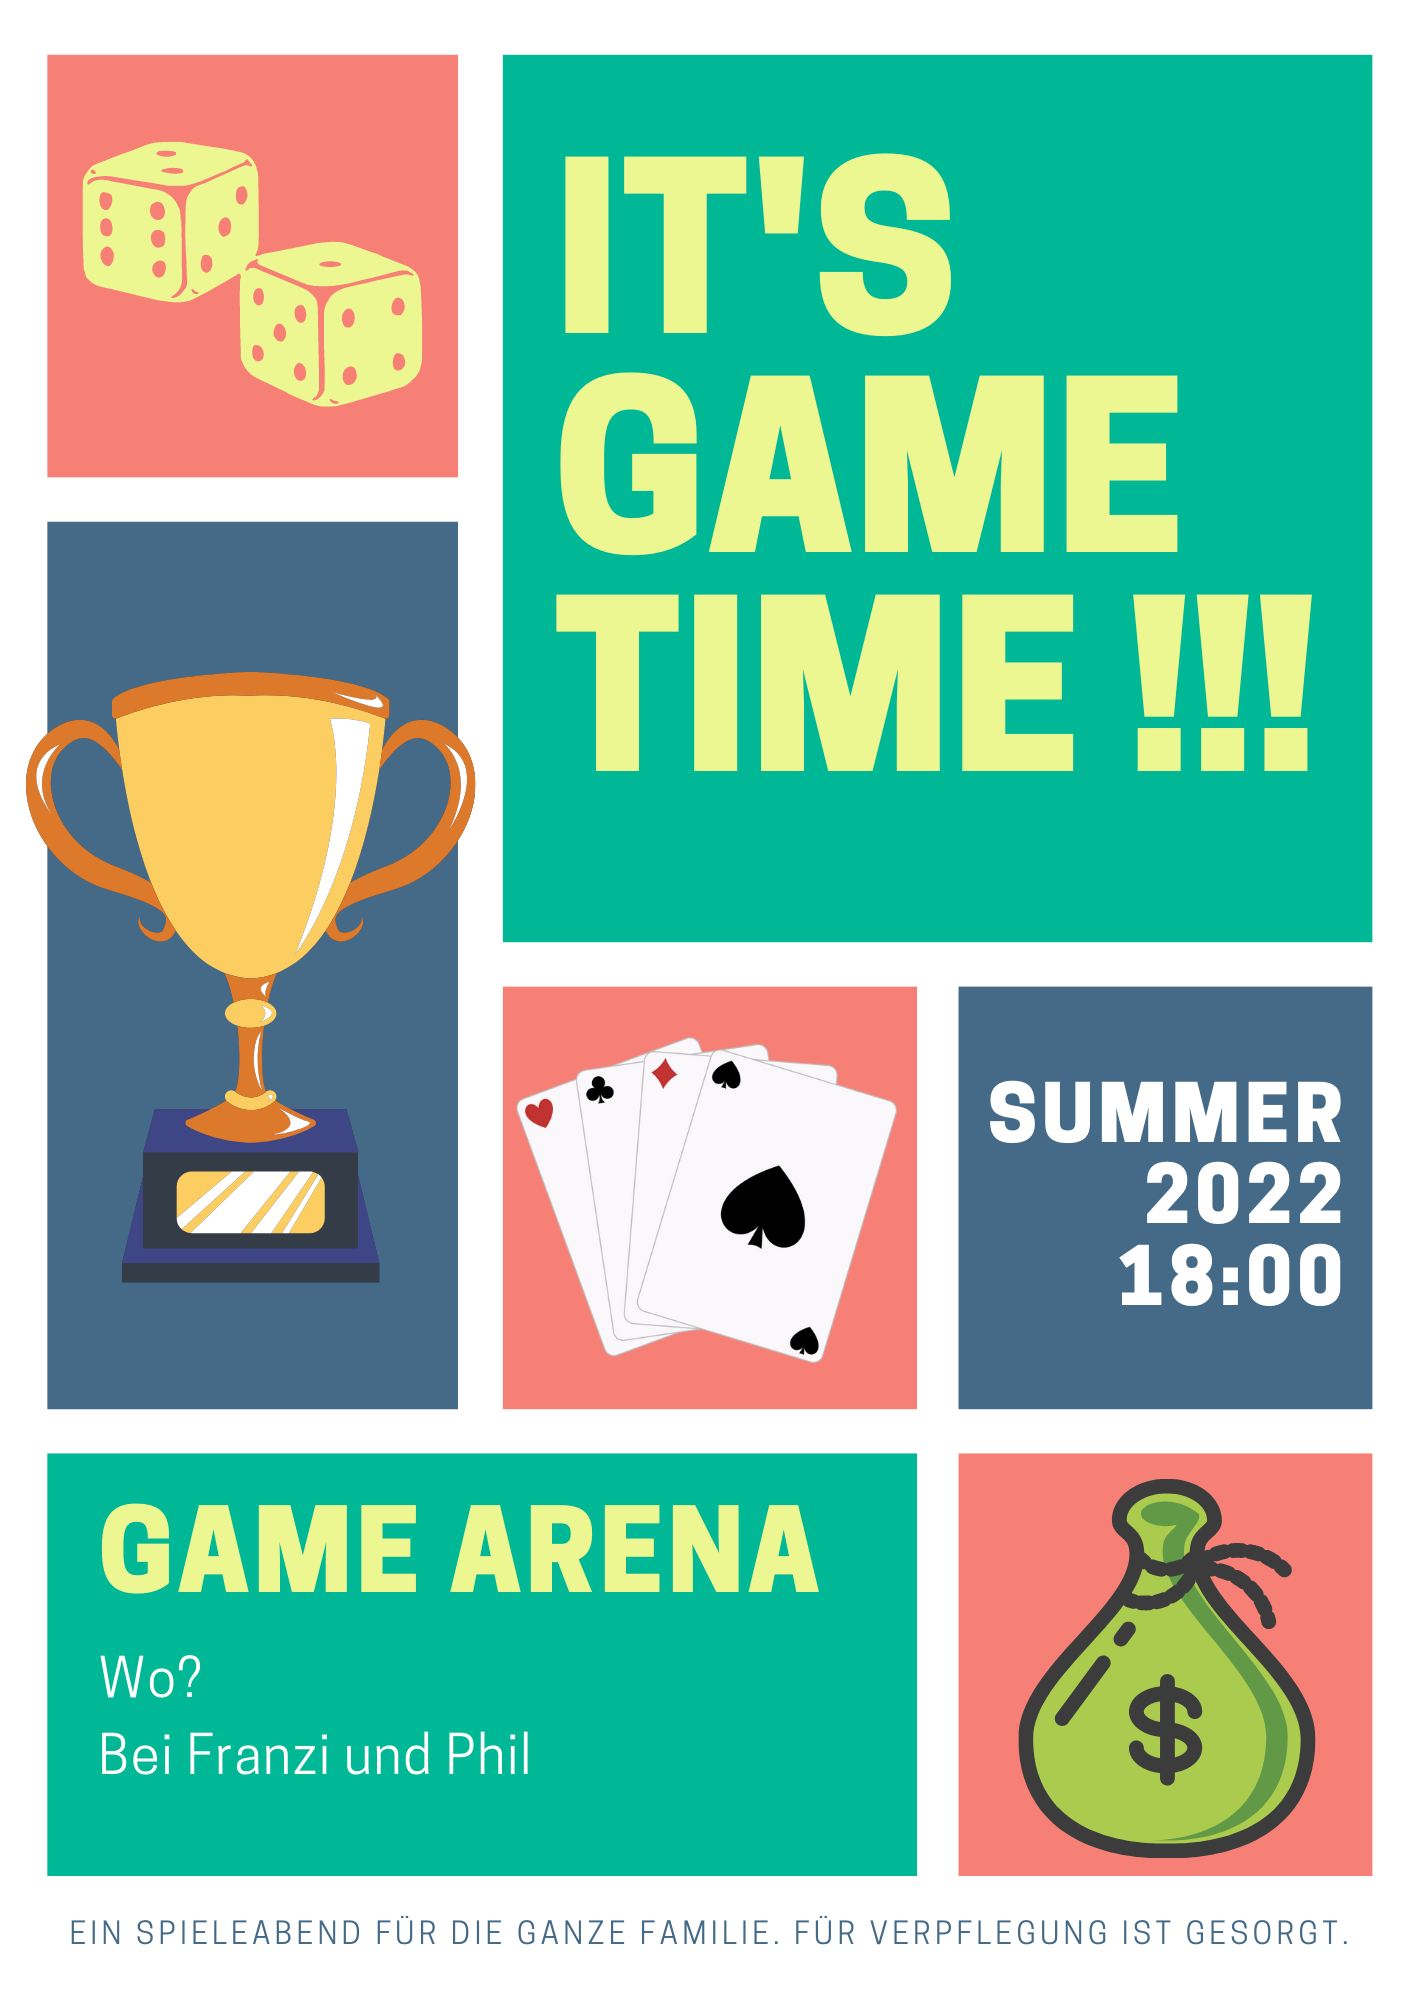 IT'S
GAME
TIME !!!
SUMMER
2022
18:00
GAME ARENA
Wo?
Bei Franzi und Phil
$
EIN SPIELEABEND FÜR DIE GANZE FAMILIE. FÜR VERPFLEGUNG IST GESORGT.